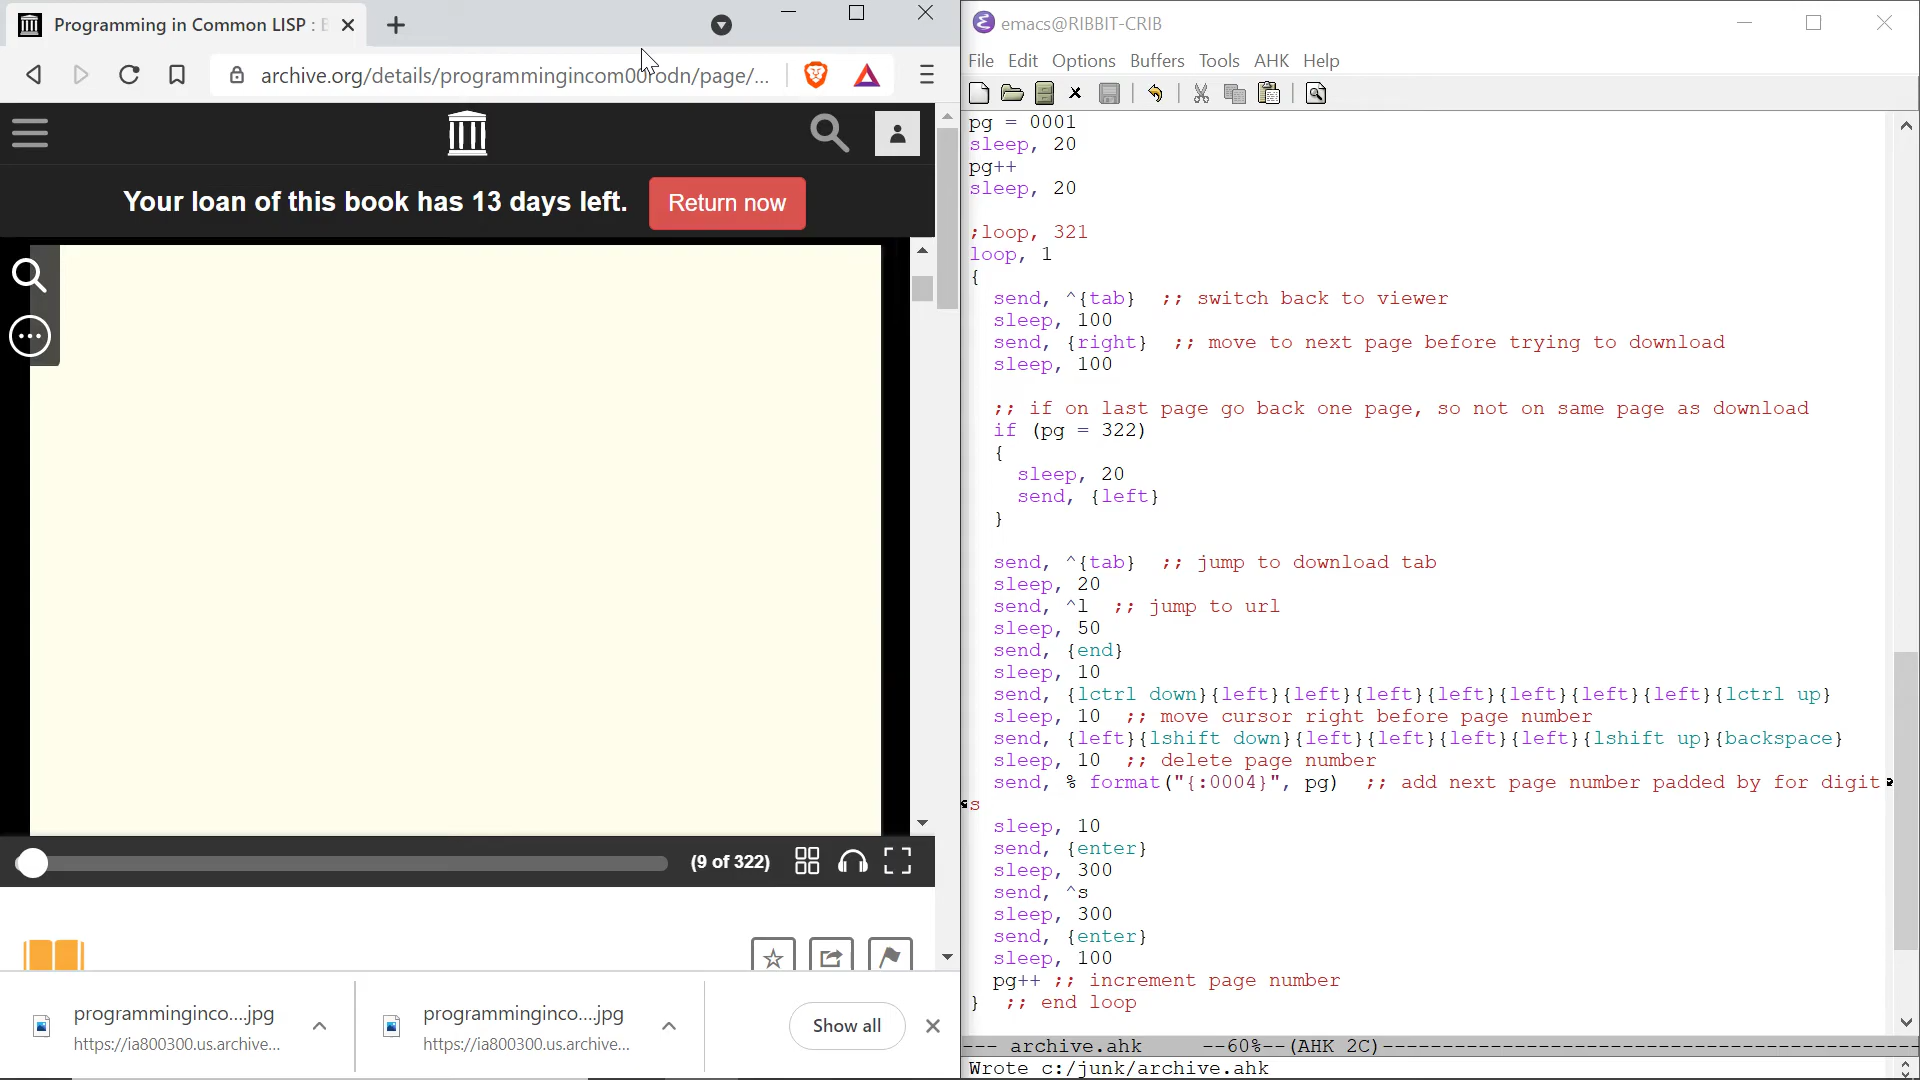 Programming in Common LISP :
archive.org/details/programmingincom00rodn/page/...
Your loan of this book has 13 days left.
Return now
(9 of 322)
programminginco....jpg
https://ia800300.us.archive...
programminginco....jpg
https://ia800300.us.archive...
Show all
emacs@RIBBIT-CRIB
File Edit Options Buffers Tools AHK Help
pg = 0001
sleep, 20
pg++
sleep, 20
;loop, 321
loop, 1
{
send, ^{tab} ;; switch back to viewer
sleep, 100
send, {right} ;; move to next page before trying to download
sleep, 100
;; if on last page go back one page, so not on same page as download
if (pg = 322)
{
sleep, 20
send, {left}
}
send, ^{tab} ;; jump to download tab
sleep, 20
send, ^l ;; jump to url
sleep, 50
send, {end}
sleep, 10
send, {lctrl down}{left}{left}{left}{left}{left}{left}{left}{lctrl up}
sleep, 10 ;; move cursor right before page number
send, {left}{lshift down}{left}{left}{left}{left}{lshift up}{backspace}
sleep, 10 ;; delete page number
send, % format("{:0004}", pg) ;; add next page number padded by for digit
s
sleep, 10
send, {enter}
sleep, 300
send, ^s
sleep, 300
send, {enter}
sleep, 100
pg++ ;; increment page number
} ;; end loop
--- archive.ahk --60%--(AHK 2C)------------------------------------------
Wrote c:/junk/archive.ahk